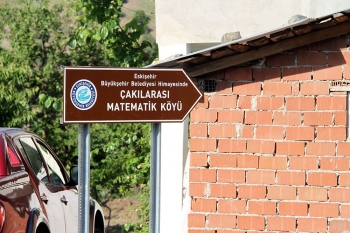 Eskişehir
Büyükşehir Belediyesi Himayesinde
ÇAKILARASI
MATEMATİK KÖYÜ